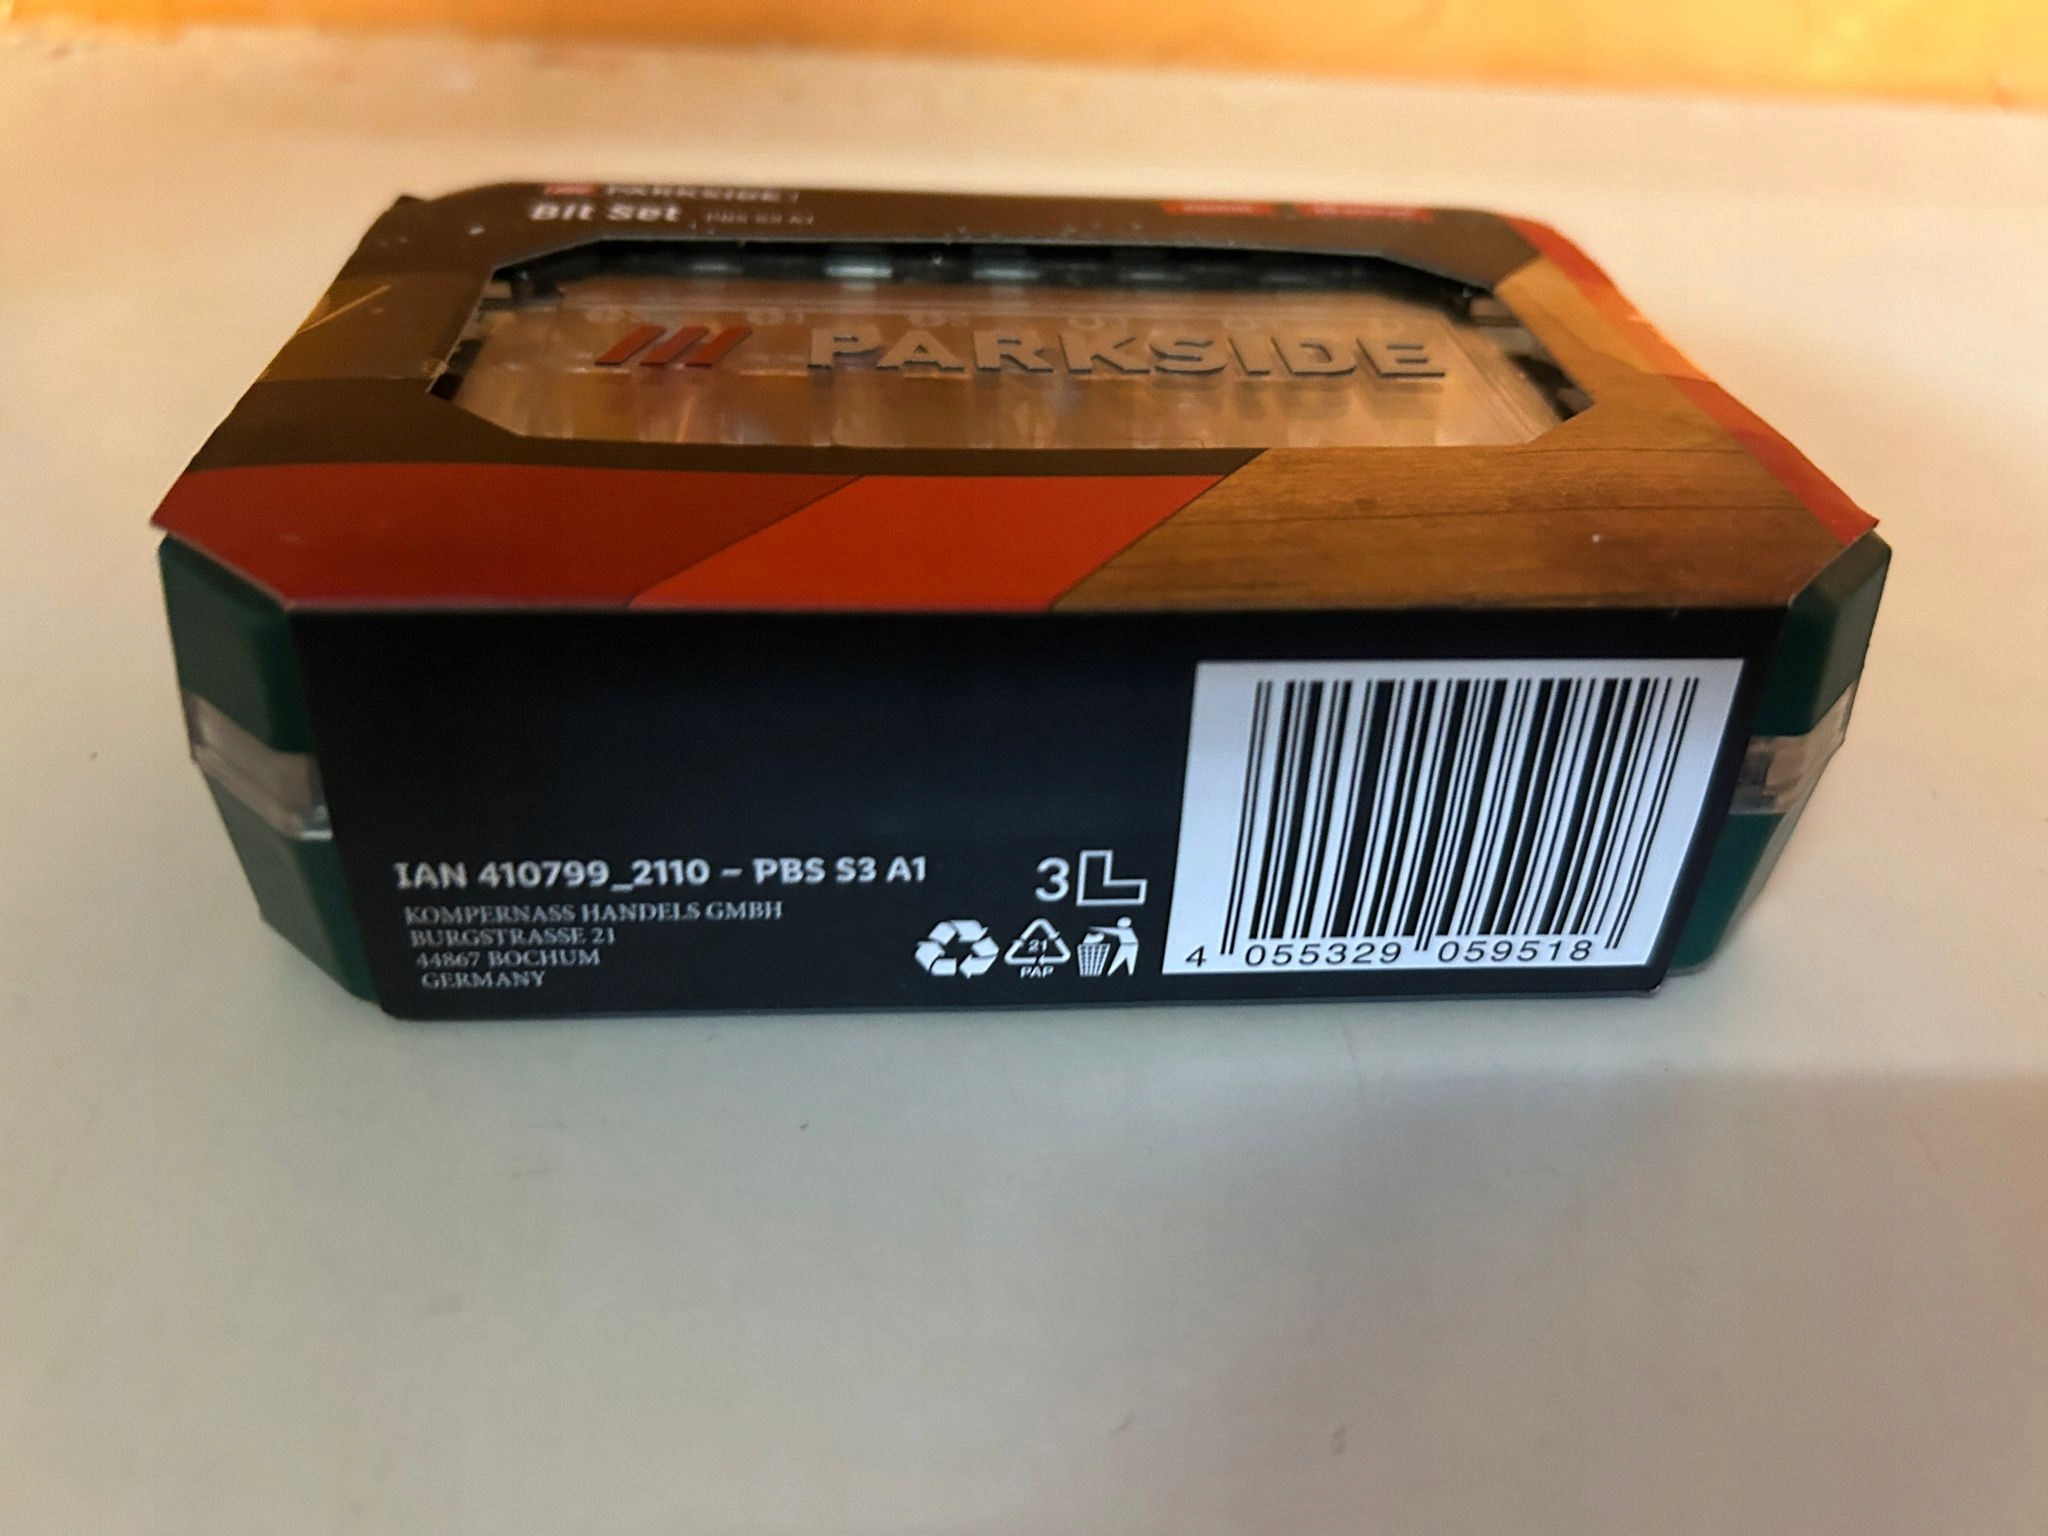 PARKSIDE
Bit Set PBS S3 A1
PARKSIDE
IAN 410799_2110 – PBS S3 A1
KOMPERNASS HANDELS GMBH
BURGSTRASSE 21
44867 BOCHUM
GERMANY
3L
21
PAP
4 055329 059518